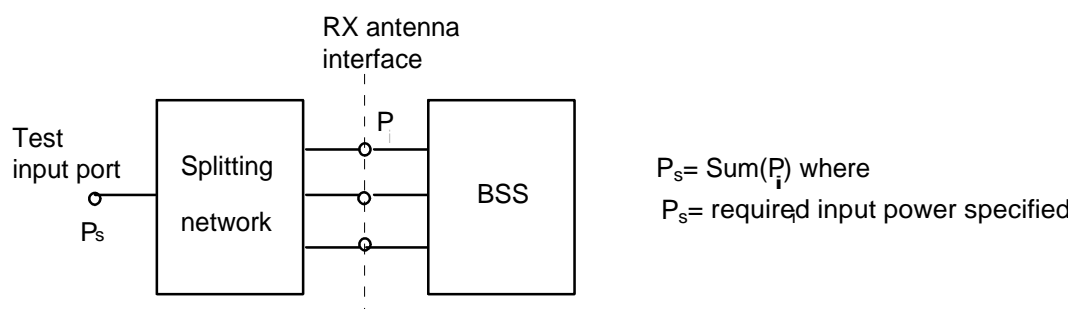 RX antenna
interface
Test
input port
Ps
Splitting
network
Pi
BSS
Ps= Sum(Pi) where
Ps= required input power specified